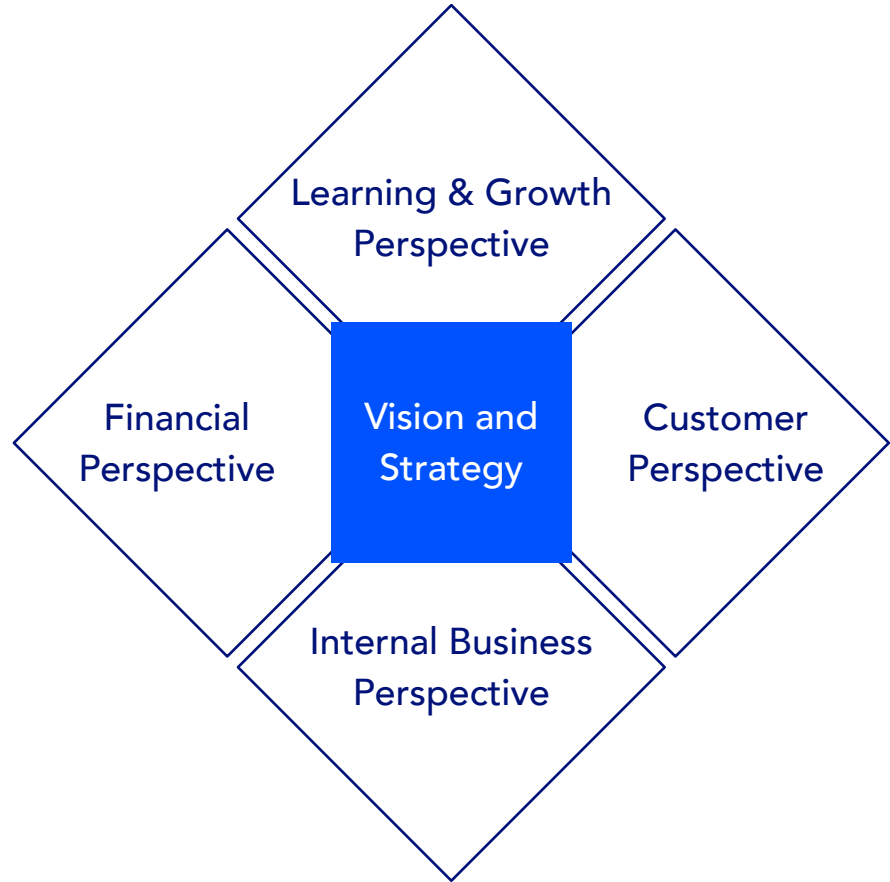 Learning & Growth
Perspective
Financial
Perspective
Vision and
Strategy
Customer
Perspective
Internal Business
Perspective